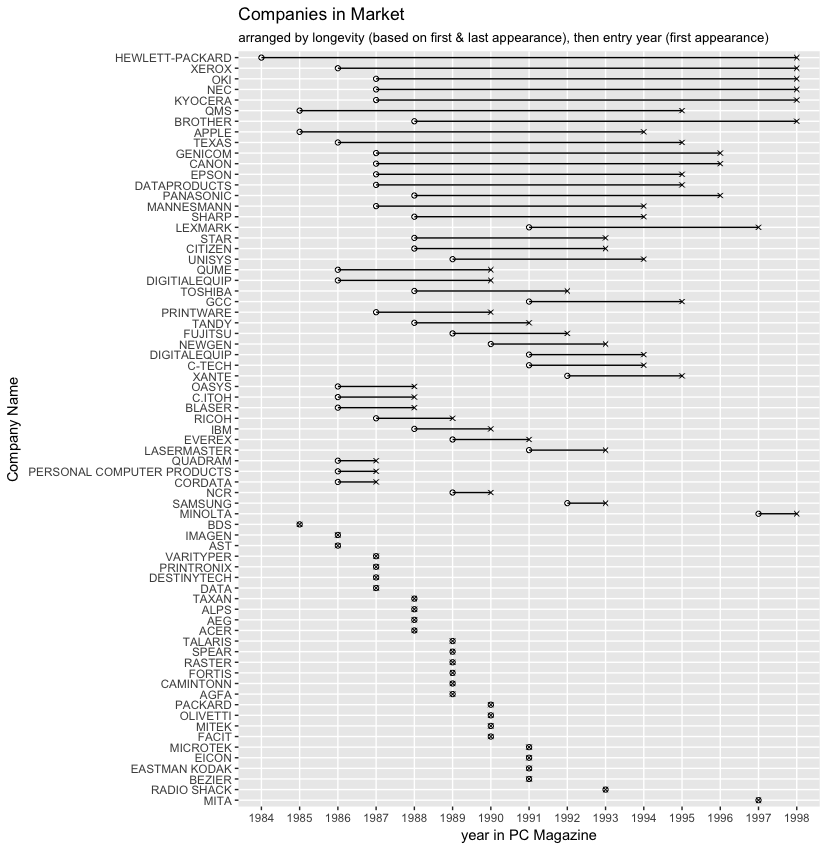 Companies in Market
arranged by longevity (based on first & last appearance), then entry year (first appearance)
HEWLETT-PACKARD
XEROX
OKI
NEC
KYOCERA
QMS
BROTHER
APPLE
TEXAS
GENICOM
CANON
EPSON
DATAPRODUCTS
PANASONIC
MANNESMANN
SHARP
LEXMARK
STAR
CITIZEN
UNISYS
QUME
DIGITIALEQUIP
TOSHIBA
GCC
PRINTWARE
TANDY
FUJITSU
NEWGEN
DIGITALEQUIP
C-TECH
XANTE
OASYS
C.ITOH
BLASER
RICOH
IBM
EVEREX
LASERMASTER
QUADRAM
PERSONAL COMPUTER PRODUCTS
CORDATA
NCR
SAMSUNG
MINOLTA
BDS
IMAGEN
AST
VARITYPER
PRINTRONIX
DESTINYTECH
DATA
TAXAN
ALPS
AEG
ACER
TALARIS
SPEAR
RASTER
FORTIS
CAMINTONN
AGFA
PACKARD
OLIVETTI
MITEK
FACIT
MICROTEK
EICON
EASTMAN KODAK
BEZIER
RADIO SHACK
MITA
Company Name
1984 1985 1986 1987 1988 1989 1990 1991 1992 1993 1994 1995 1996 1997 1998
year in PC Magazine